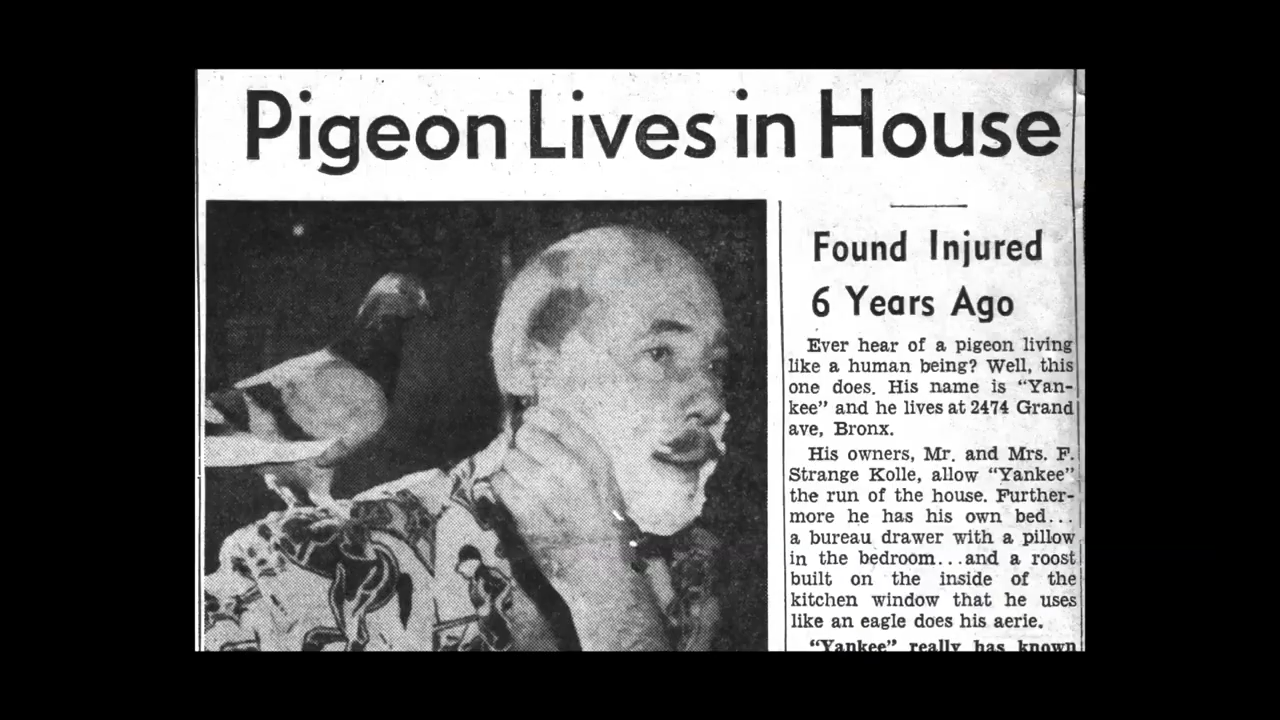 Pigeon Lives in House
Found Injured
6 Years Ago
Ever hear of a pigeon living
like a human being? Well, this
one does. His name is “Yan-
kee” and he lives at 2474 Grand
ave, Bronx.
His owners, Mr. and Mrs. F.
Strange Kolle, allow “Yankee”
the run of the house. Further-
more he has his own bed...
a bureau drawer with a pillow
in the bedroom...and a roost
built on the inside of the
kitchen window that he uses
like an eagle does his aerie.
“Yankee” really has known